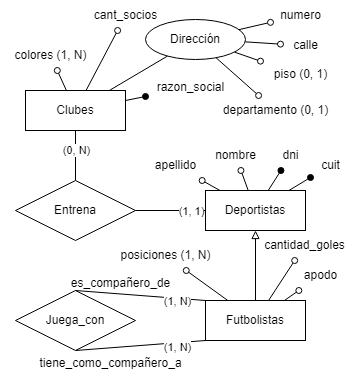 cant_socios
numero
Dirección
colores (1, N)
calle
piso (0, 1)
razon_social
departamento (0, 1)
Clubes
(0, N)
nombre
dni
apellido
cuit
Entrena
(1, 1)
Deportistas
posiciones (1, N)
cantidad_goles
es_compañero_de
apodo
(1, N)
Juega_con
Futbolistas
(1, N)
tiene_como_compañero_a